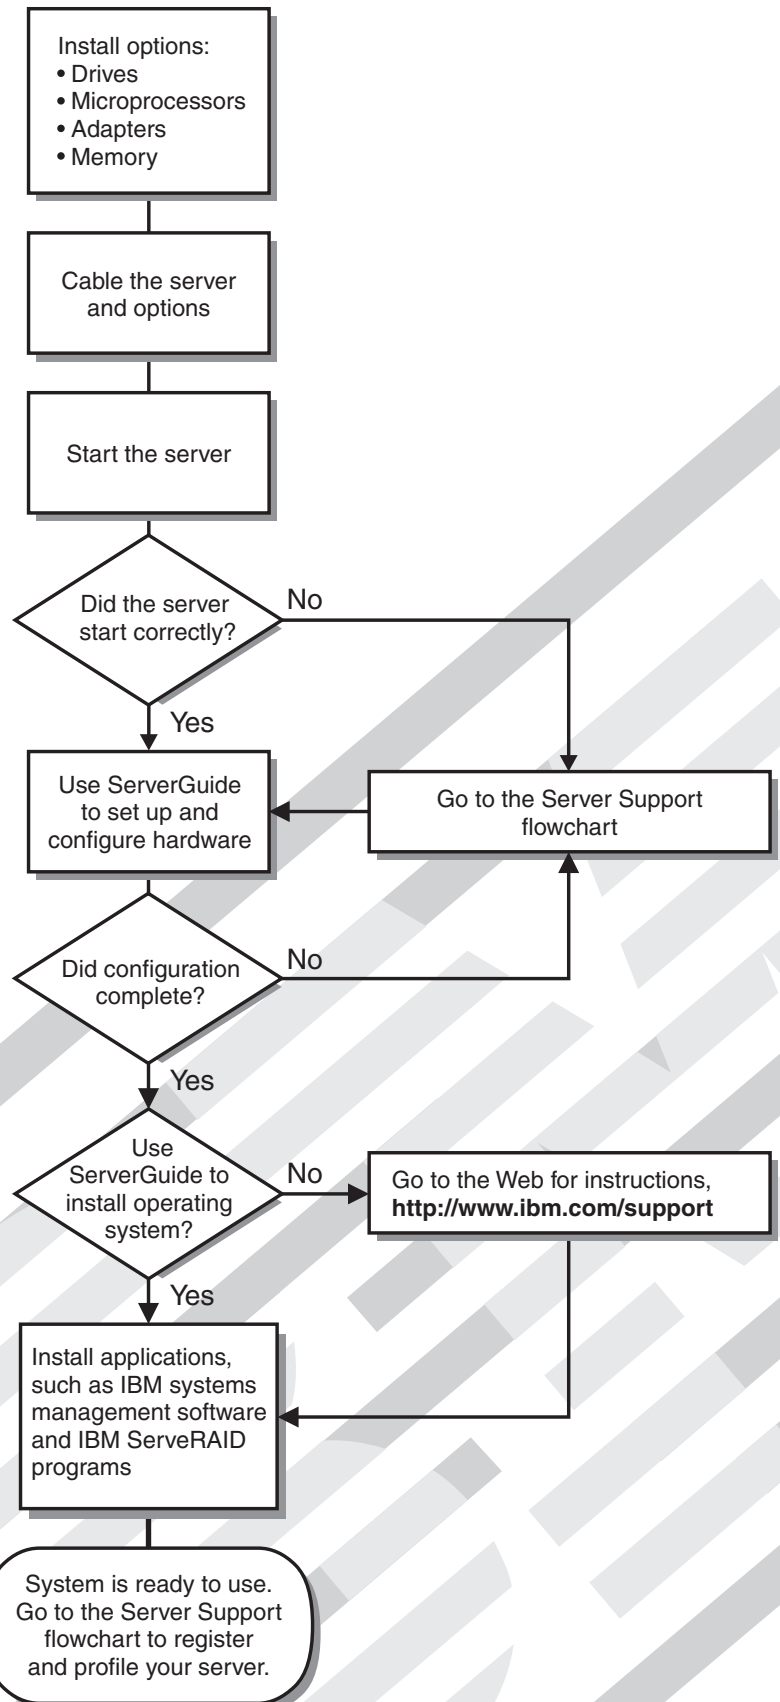 Install options:
• Drives
• Microprocessors
• Adapters
• Memory
Cable the server
and options
Start the server
Did the server
start correctly?
No
Yes
Use ServerGuide
to set up and
configure hardware
Go to the Server Support
flowchart
Did configuration
complete?
No
Yes
Use
ServerGuide to
install operating
system?
No
Go to the Web for instructions,
http://www.ibm.com/support
Yes
Install applications,
such as IBM systems
management software
and IBM ServeRAID
programs
System is ready to use.
Go to the Server Support
flowchart to register
and profile your server.